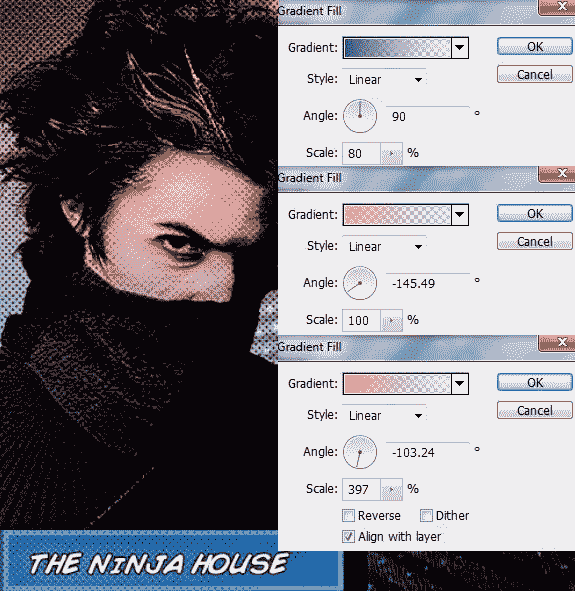 Gradient Fill
Gradient: OK
Style: Linear Cancel
Angle: 90 °
Scale: 80 %
Gradient Fill
Gradient: OK
Style: Linear Cancel
Angle: -145.49 °
Scale: 100 %
Gradient Fill
Gradient: OK
Style: Linear Cancel
Angle: -103.24 °
Scale: 397 %
Reverse Dither
Align with layer
THE NINJA HOUSE